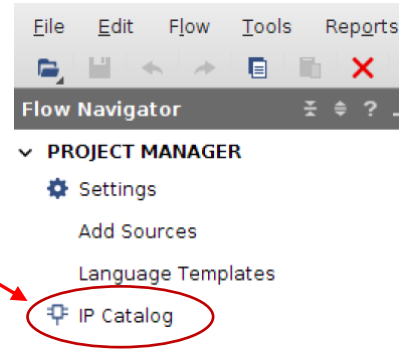 File Edit Flow Tools Reports
Flow Navigator ?
PROJECT MANAGER
Settings
Add Sources
Language Templates
IP Catalog